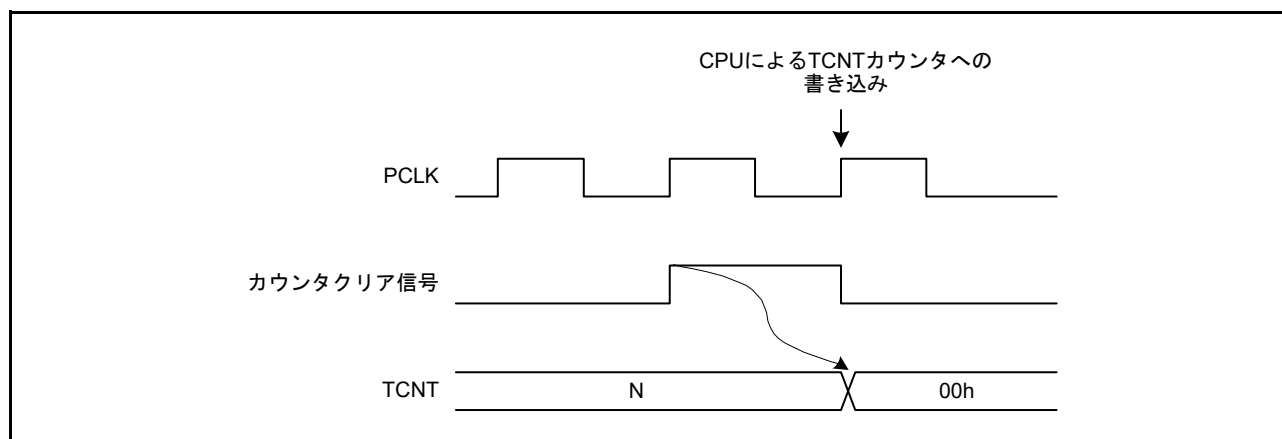 CPUによるTCNTカウンタへの
書き込み
PCLK
カウンタクリア信号
TCNT
N
00h